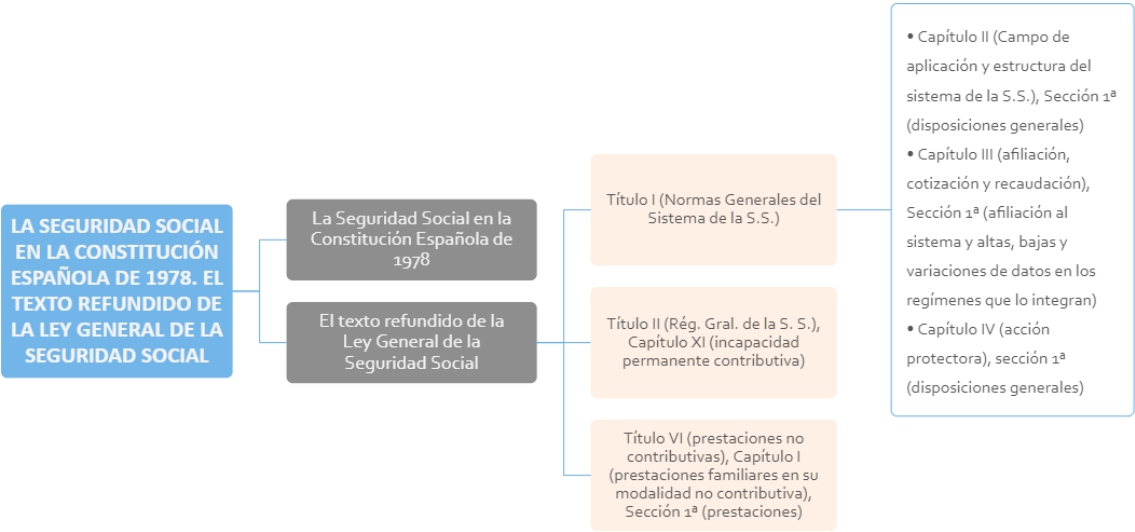 LA SEGURIDAD SOCIAL
EN LA CONSTITUCIÓN
ESPAÑOLA DE 1978. EL
TEXTO REFUNDIDO DE
LA LEY GENERAL DE LA
SEGURIDAD SOCIAL
La Seguridad Social en la
Constitución Española de
1978
El texto refundido de la
Ley General de la
Seguridad Social
Título I (Normas Generales del
Sistema de la S.S.)
• Capítulo II (Campo de
aplicación y estructura del
sistema de la S.S.), Sección 1ª
(disposiciones generales)
• Capítulo III (afiliación,
cotización y recaudación),
Sección 1ª (afiliación al
sistema y altas, bajas y
variaciones de datos en los
regímenes que lo integran)
• Capítulo IV (acción
protectora), sección 1ª
(disposiciones generales)
Título II (Rég. Gral. de la S. S.),
Capítulo XI (incapacidad
permanente contributiva)
Título VI (prestaciones no
contributivas), Capítulo I
(prestaciones familiares en su
modalidad no contributiva),
Sección 1ª (prestaciones)